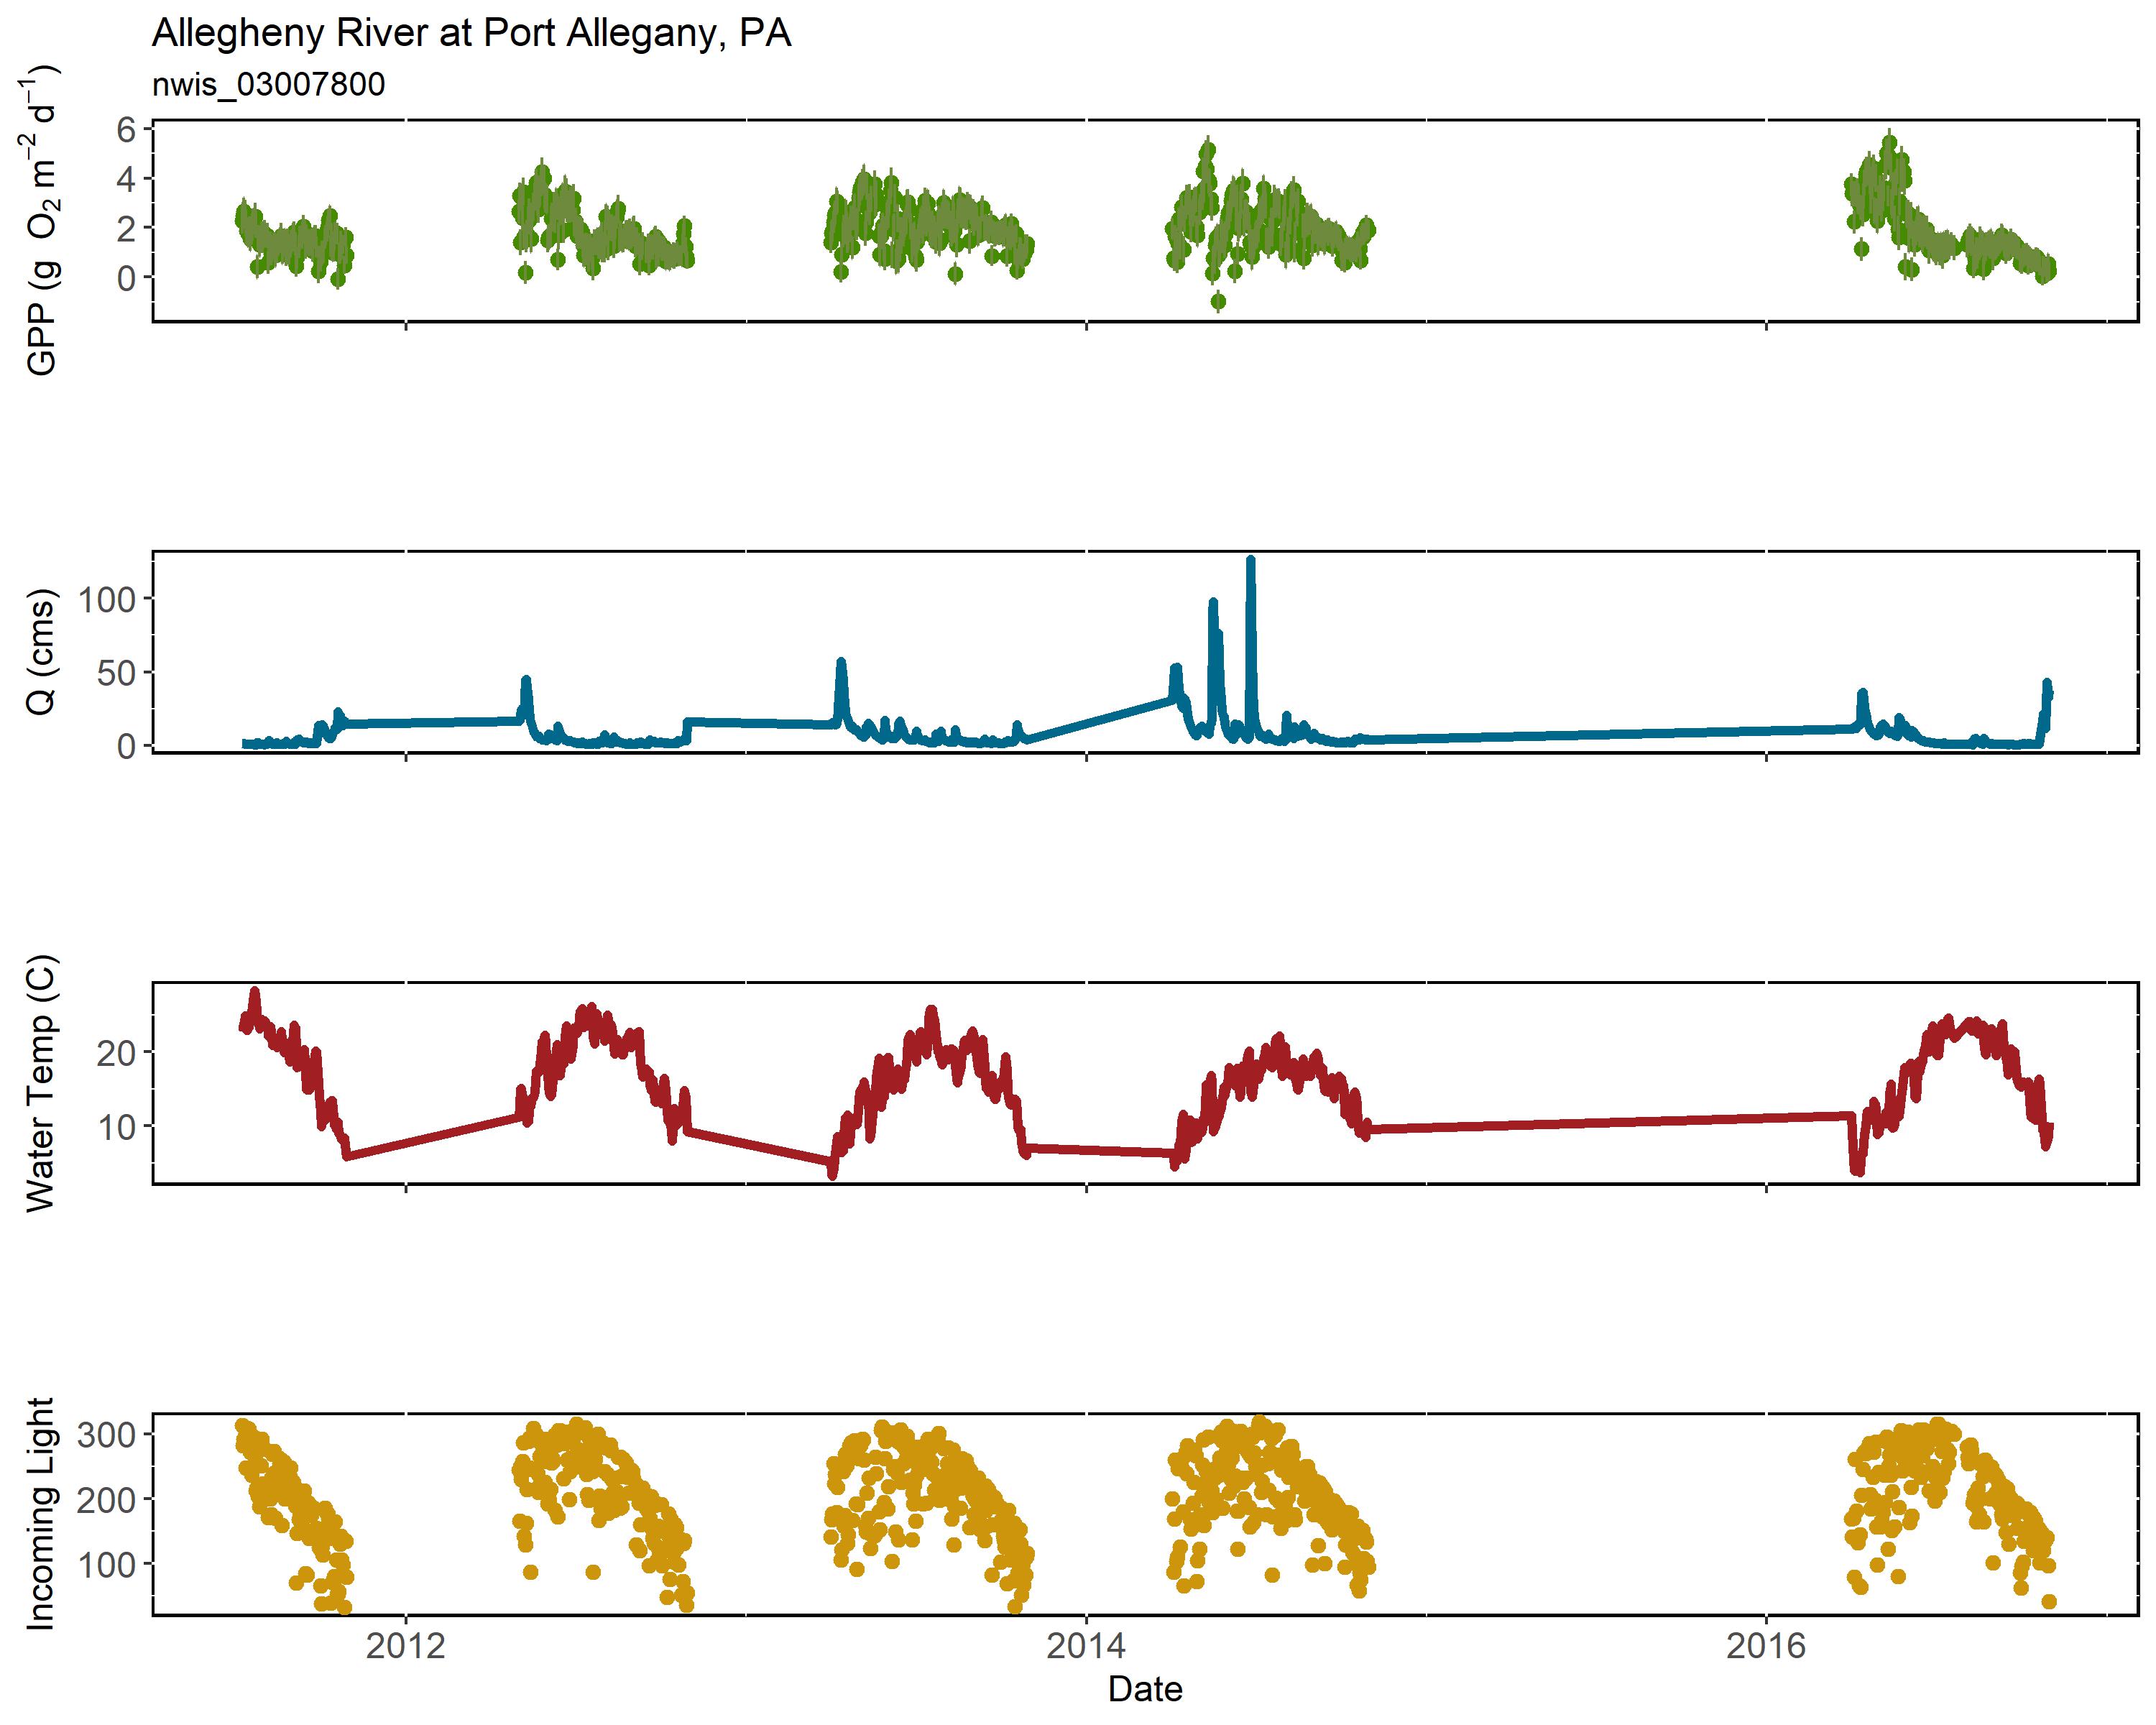 Allegheny River at Port Allegany, PA
nwis_03007800
GPP (g O₂ m⁻² d⁻¹)
6
4
2
0
Q (cms)
100
50
0
Water Temp (C)
20
10
Incoming Light
300
200
100
2012 2014 2016
Date